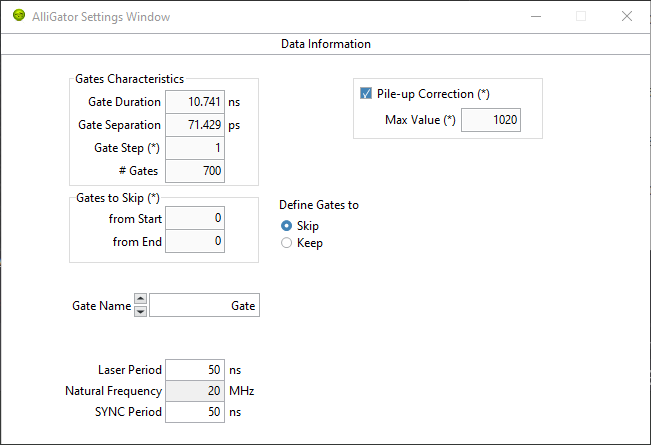 AlliGator Settings Window
Data Information
Gates Characteristics
Gate Duration 10.741 ns
Gate Separation 71.429 ps
Gate Step (*) 1
# Gates 700
Pile-up Correction (*)
Max Value (*) 1020
Gates to Skip (*)
from Start 0
from End 0
Define Gates to
Skip
Keep
Gate Name Gate
Laser Period 50 ns
Natural Frequency 20 MHz
SYNC Period 50 ns